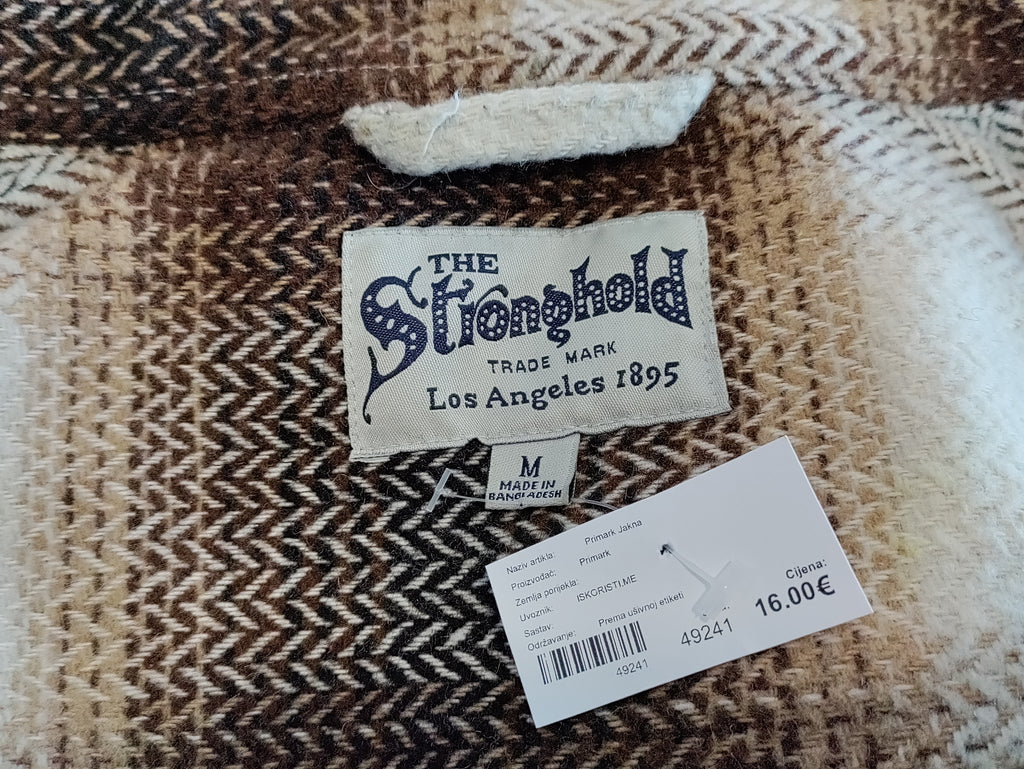 THE
Stronghold
TRADE MARK
Los Angeles 1895
M
MADE IN
BANGLADESH
Naziv artikla: Primark Jakna
Proizvođač: Primark
Zemlja porijekla:
Uvoznik: ISKORISTI.ME
Sastav:
Održavanje: Prema ušivnoj etiketi
49241
49241
Cijena:
16.00€